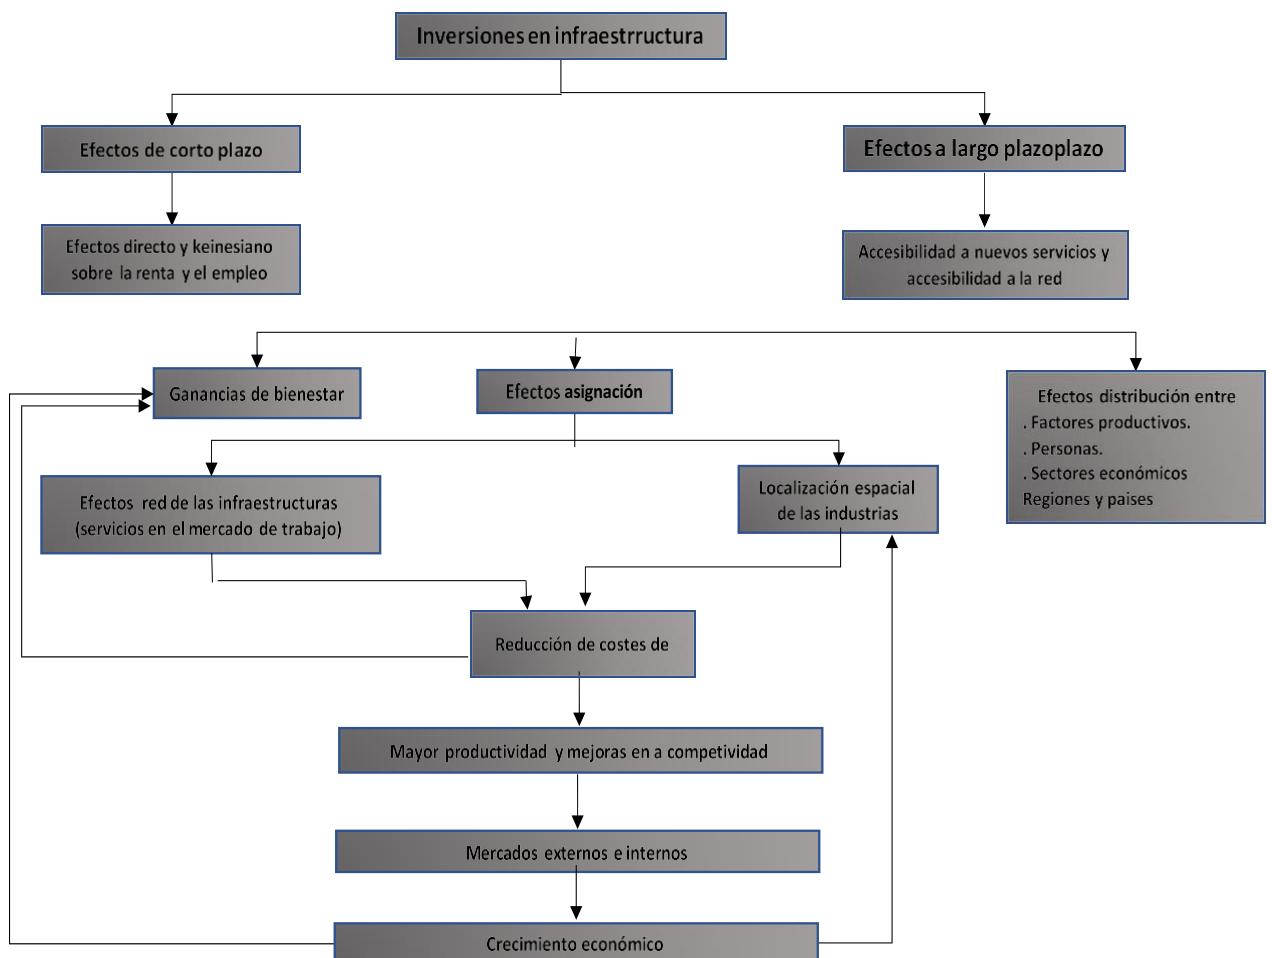 Inversiones en infraestrructura
Efectos de corto plazo
Efectos a largo plazoplazo
Efectos directo y keinesiano
sobre la renta y el empleo
Accesibilidad a nuevos servicios y
accesibilidad a la red
Ganancias de bienestar
Efectos asignación
Efectos distribución entre
. Factores productivos.
. Personas.
. Sectores económicos
Regiones y paises
Efectos red de las infraestructuras
(servicios en el mercado de trabajo)
Localización espacial
de las industrias
Reducción de costes de
Mayor productividad y mejoras en a competividad
Mercados externos e internos
Crecimiento económico